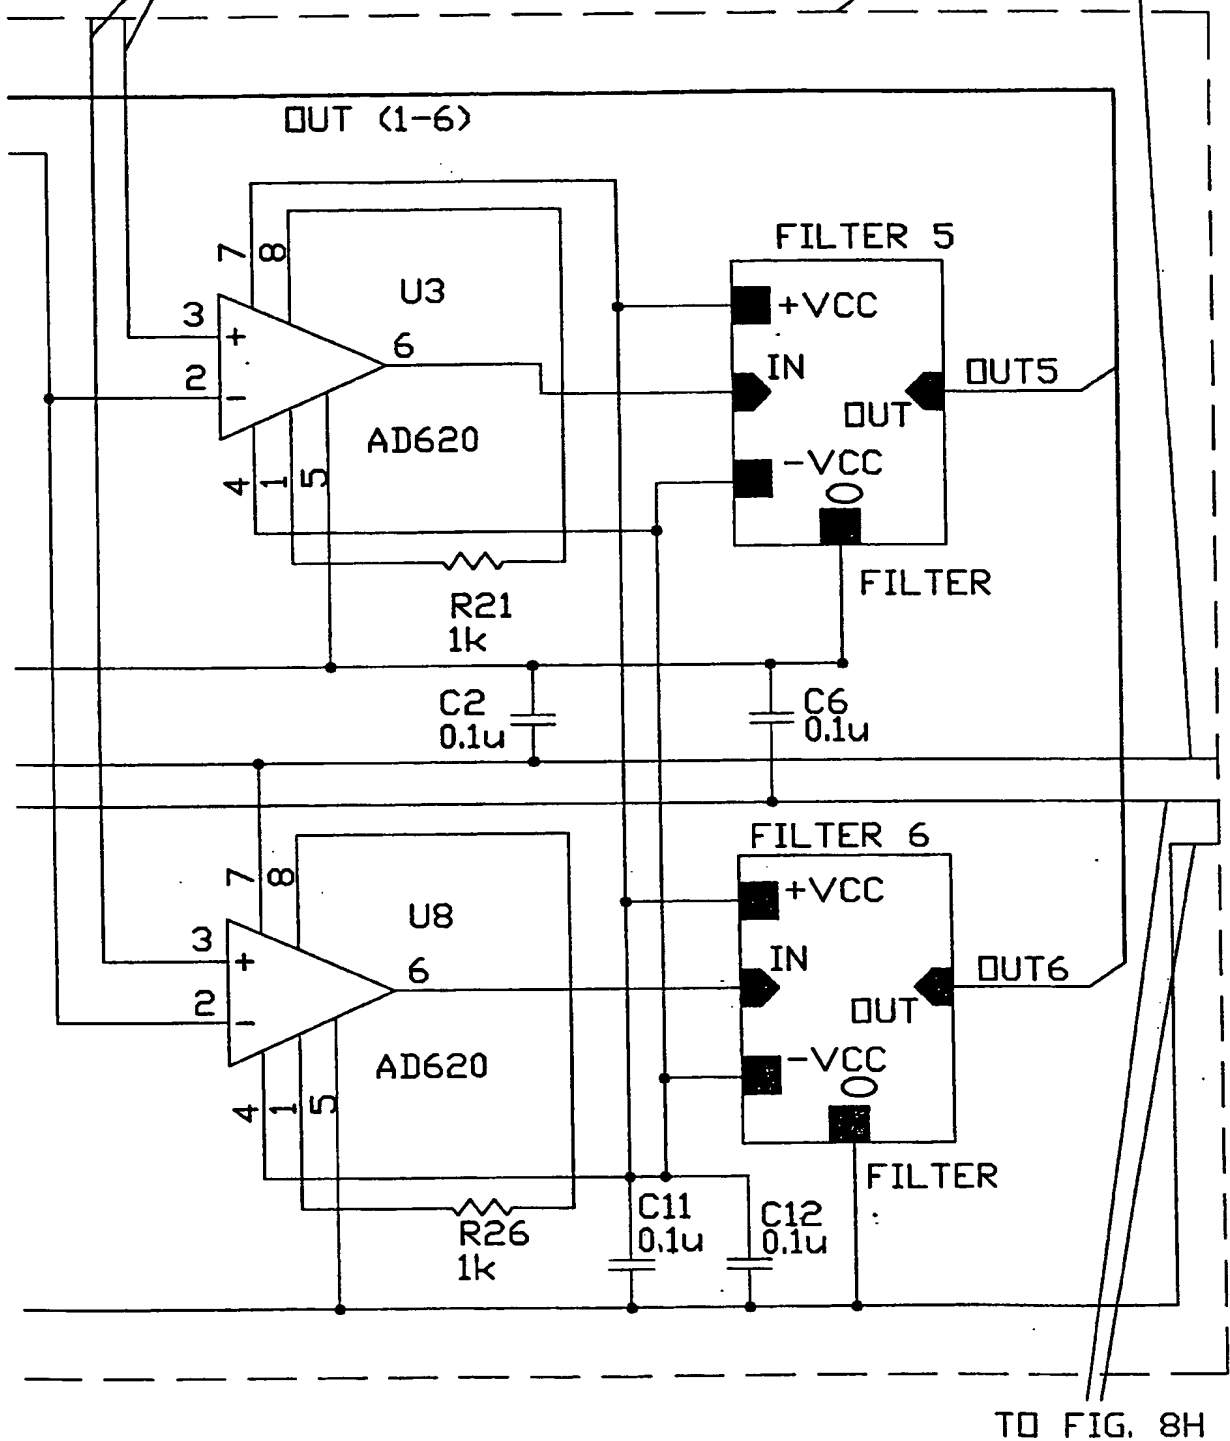 OUT (1-6)
FILTER 5
7
8
U3
+VCC
3
+
6
IN
OUT5
2
-
OUT
AD620
-VCC
4
1
5
0
FILTER
R21
1k
C2
0.1u
C6
0.1u
FILTER 6
7
8
+VCC
U8
3
+
6
IN
OUT6
2
-
OUT
AD620
-VCC
4
1
5
0
FILTER
R26
1k
C11
0.1u
C12
0.1u
TO FIG. 8H